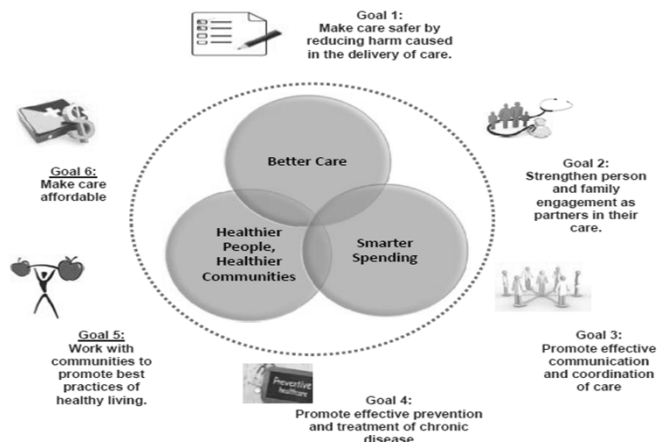 Goal 1:
Make care safer by
reducing harm caused
in the delivery of care.
Better Care
Goal 6:
Make care
affordable
Goal 2:
Strengthen person
and family
engagement as
partners in their
care.
Healthier
People,
Healthier
Communities
Smarter
Spending
Goal 5:
Work with
communities to
promote best
practices of
healthy living.
Goal 3:
Promote effective
communication
and coordination
of care
Preventive
healthcare
Goal 4:
Promote effective prevention
and treatment of chronic
disease